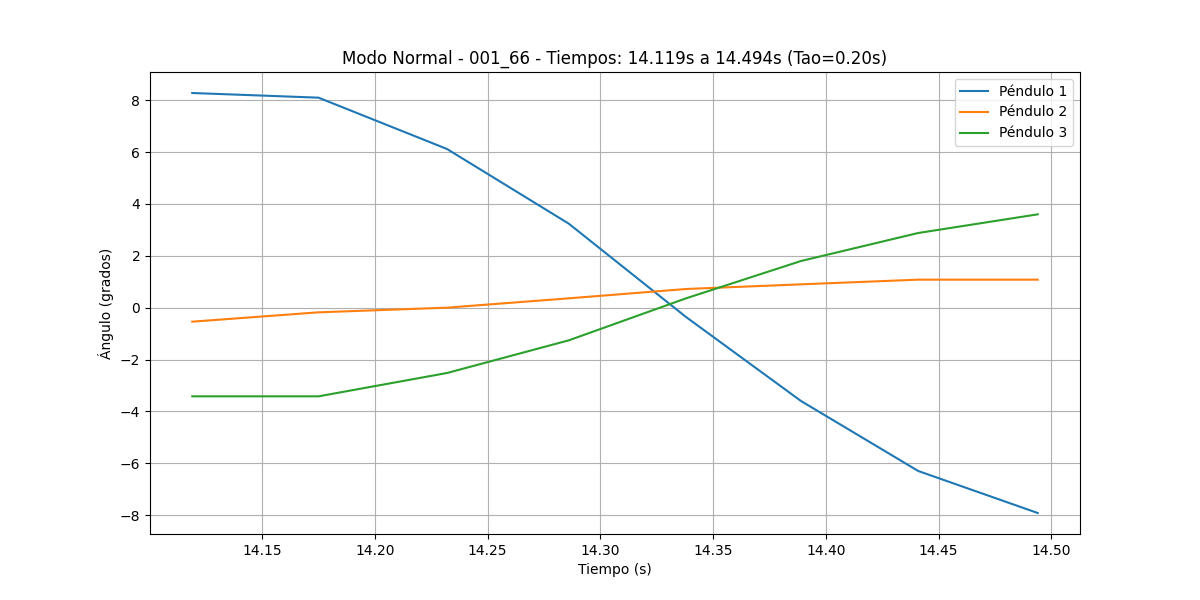 Modo Normal - 001_66 - Tiempos: 14.119s a 14.494s (Tao=0.20s)
Péndulo 1
Péndulo 2
Péndulo 3
Ángulo (grados)
8
6
4
2
0
−2
−4
−6
−8
14.15 14.20 14.25 14.30 14.35 14.40 14.45 14.50
Tiempo (s)